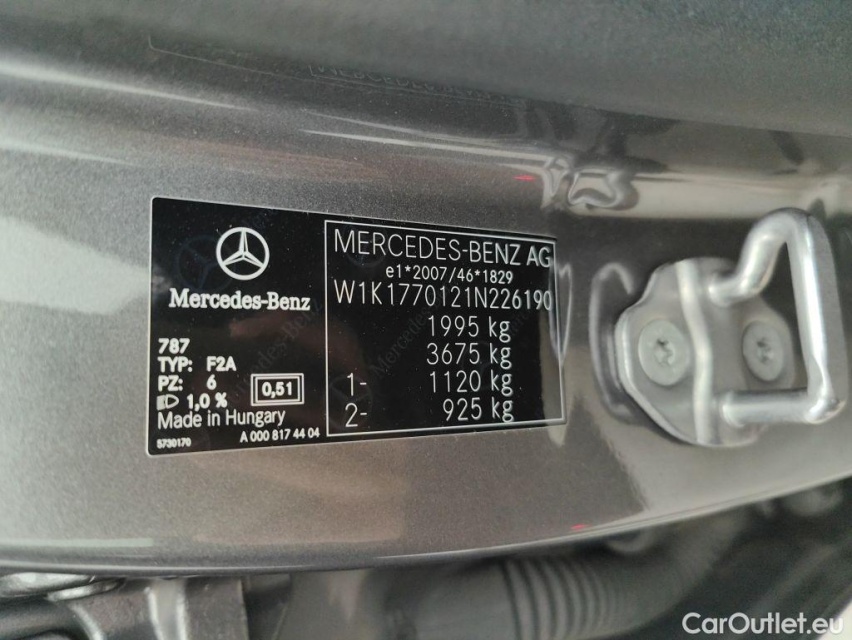 Mercedes-Benz
787
TYP: F2A
PZ: 6
1,0 %
0,51
Made in Hungary
5730170
A 000 817 44 04
MERCEDES-BENZ AG
e1*2007/46*1829
W1K1770121N226190
1995 kg
3675 kg
1- 1120 kg
2- 925 kg
CarOutlet.eu